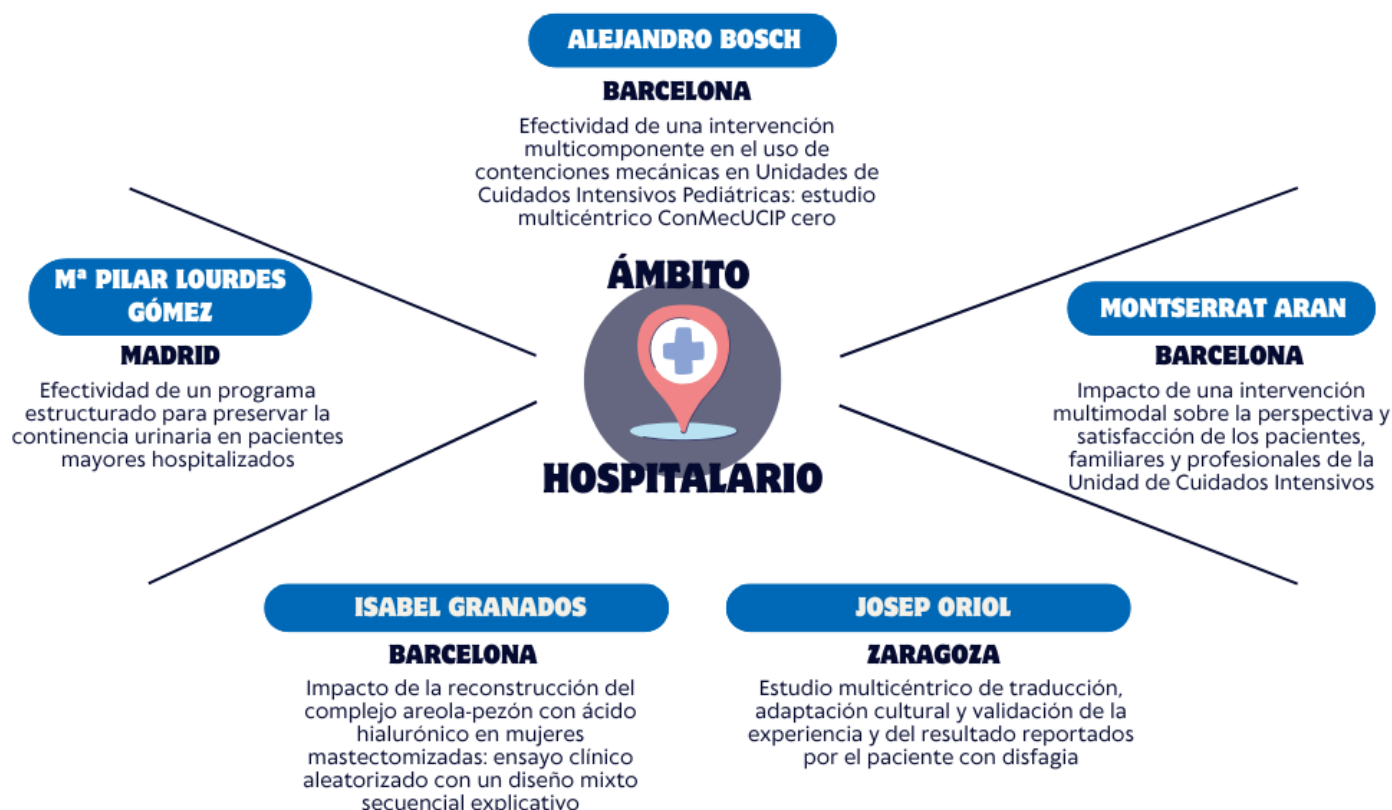 ALEJANDRO BOSCH
BARCELONA
Efectividad de una intervención
multicomponente en el uso de
contenciones mecánicas en Unidades de
Cuidados Intensivos Pediátricas: estudio
multicéntrico ConMecUCIP cero
ÁMBITO
HOSPITALARIO
Mª PILAR LOURDES
GÓMEZ
MADRID
Efectividad de un programa
estructurado para preservar la
continencia urinaria en pacientes
mayores hospitalizados
MONTSERRAT ARAN
BARCELONA
Impacto de una intervención
multimodal sobre la perspectiva y
satisfacción de los pacientes,
familiares y profesionales de la
Unidad de Cuidados Intensivos
ISABEL GRANADOS
BARCELONA
Impacto de la reconstrucción del
complejo areola-pezón con ácido
hialurónico en mujeres
mastectomizadas: ensayo clínico
aleatorizado con un diseño mixto
secuencial explicativo
JOSEP ORIOL
ZARAGOZA
Estudio multicéntrico de traducción,
adaptación cultural y validación de la
experiencia y del resultado reportados
por el paciente con disfagia